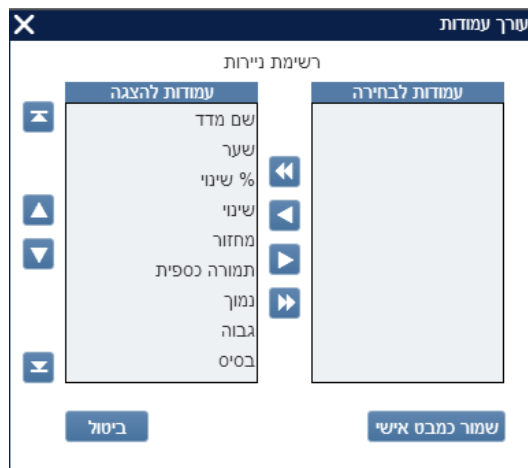 עורך עמודות
רשימת ניירות
עמודות לבחירה
עמודות להצגה
שם מדד
שער
% שינוי
שינוי
מחזור
תמורה כספית
נמוך
גבוה
בסיס
שמור כמבט אישי
ביטול